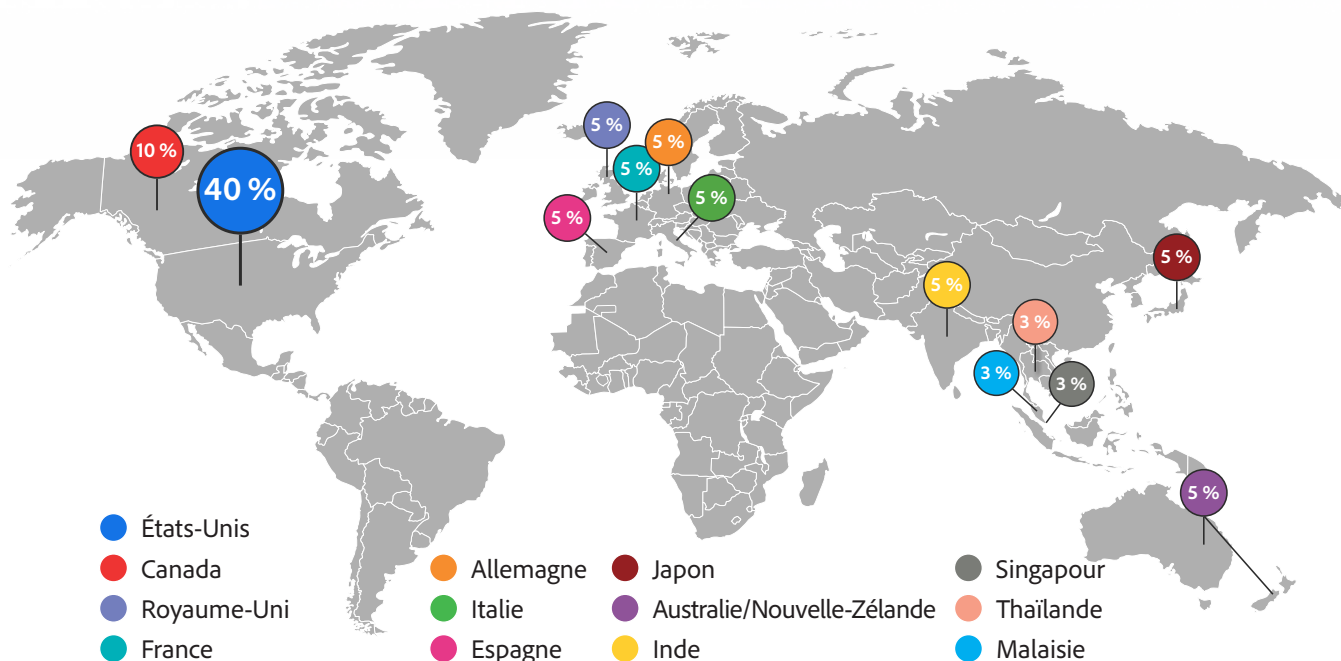 5 %
10 %
5 %
5 %
40 %
5 %
5 %
5 %
5 %
3 %
3 %
3 %
5 %
États-Unis
Canada
Royaume-Uni
France
Allemagne
Italie
Espagne
Japon
Australie/Nouvelle-Zélande
Inde
Singapour
Thaïlande
Malaisie